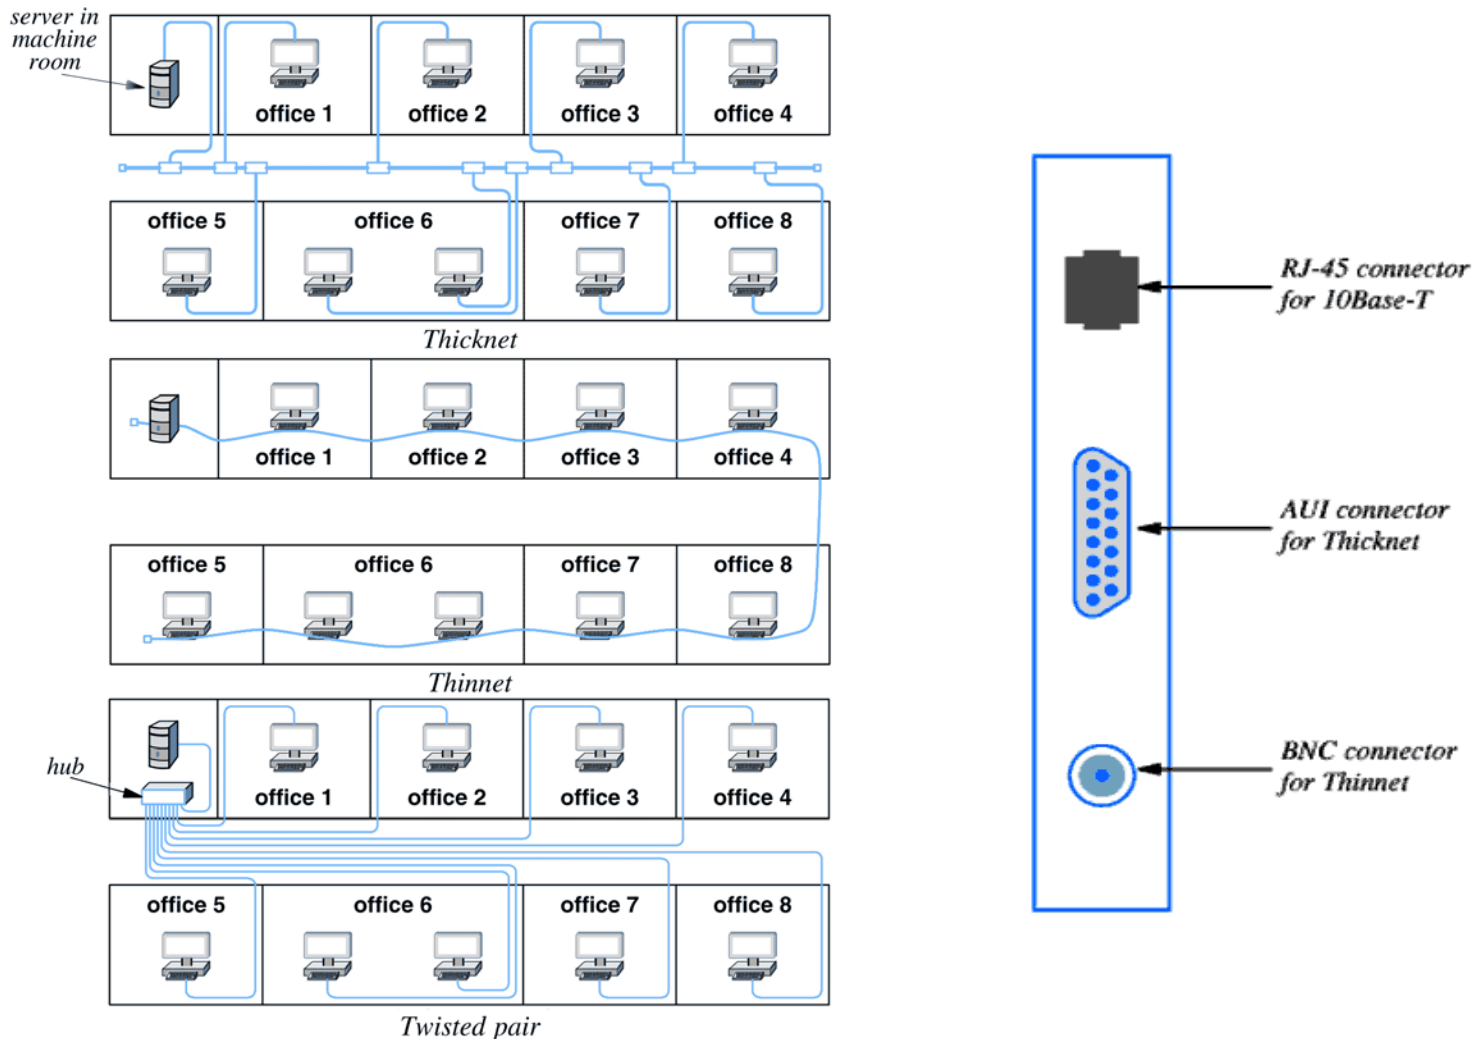 server in
machine
room
office 1
office 2
office 3
office 4
office 5
office 6
office 7
office 8
Thicknet
office 1
office 2
office 3
office 4
office 5
office 6
office 7
office 8
Thinnet
hub
office 1
office 2
office 3
office 4
office 5
office 6
office 7
office 8
Twisted pair
RJ-45 connector
for 10Base-T
AUI connector
for Thicknet
BNC connector
for Thinnet